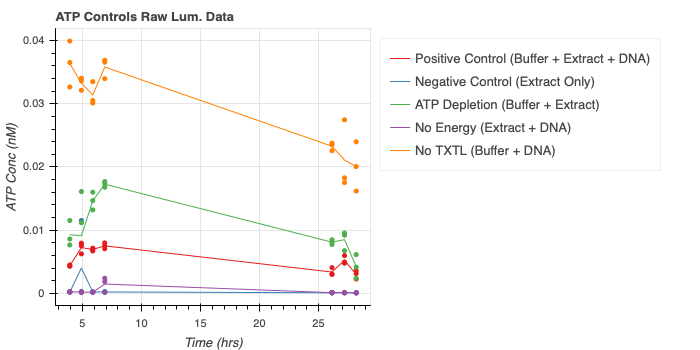 ATP Controls Raw Lum. Data
0.04
0.03
0.02
0.01
0
ATP Conc (nM)
5
10
15
20
25
Time (hrs)
Positive Control (Buffer + Extract + DNA)
Negative Control (Extract Only)
ATP Depletion (Buffer + Extract)
No Energy (Extract + DNA)
No TXTL (Buffer + DNA)